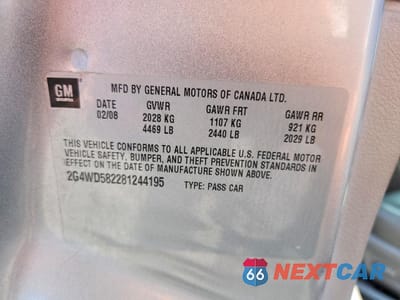 GM
MFD BY GENERAL MOTORS OF CANADA LTD.
DATE GVWR GAWR FRT GAWR RR
02/08 2028 KG 1107 KG 921 KG
4469 LB 2440 LB 2029 LB
THIS VEHICLE CONFORMS TO ALL APPLICABLE U.S. FEDERAL MOTOR
VEHICLE SAFETY, BUMPER, AND THEFT PREVENTION STANDARDS IN
EFFECT ON THE DATE OF MANUFACTURE SHOWN ABOVE.
2G4WD582281244195 TYPE: PASS CAR
66 NEXTCAR